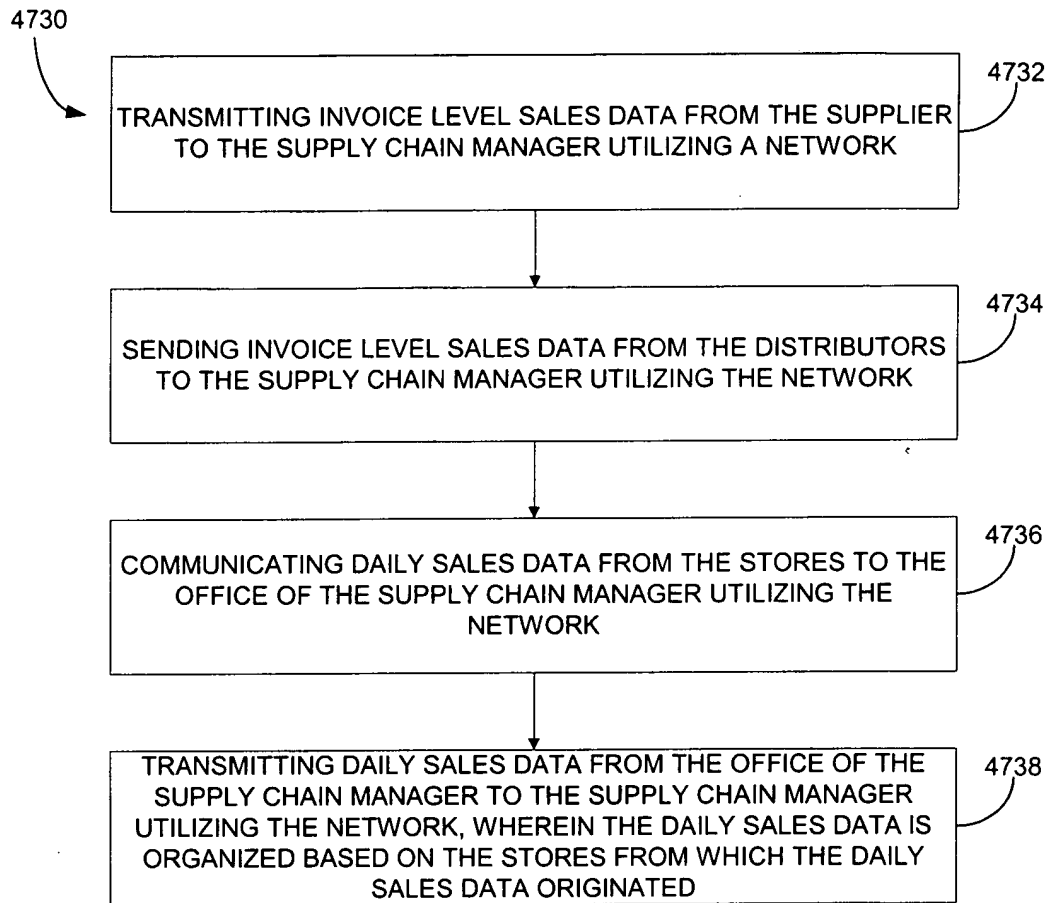 4730
4732
TRANSMITTING INVOICE LEVEL SALES DATA FROM THE SUPPLIER
TO THE SUPPLY CHAIN MANAGER UTILIZING A NETWORK
4734
SENDING INVOICE LEVEL SALES DATA FROM THE DISTRIBUTORS
TO THE SUPPLY CHAIN MANAGER UTILIZING THE NETWORK
4736
COMMUNICATING DAILY SALES DATA FROM THE STORES TO THE
OFFICE OF THE SUPPLY CHAIN MANAGER UTILIZING THE
NETWORK
4738
TRANSMITTING DAILY SALES DATA FROM THE OFFICE OF THE
SUPPLY CHAIN MANAGER TO THE SUPPLY CHAIN MANAGER
UTILIZING THE NETWORK, WHEREIN THE DAILY SALES DATA IS
ORGANIZED BASED ON THE STORES FROM WHICH THE DAILY
SALES DATA ORIGINATED